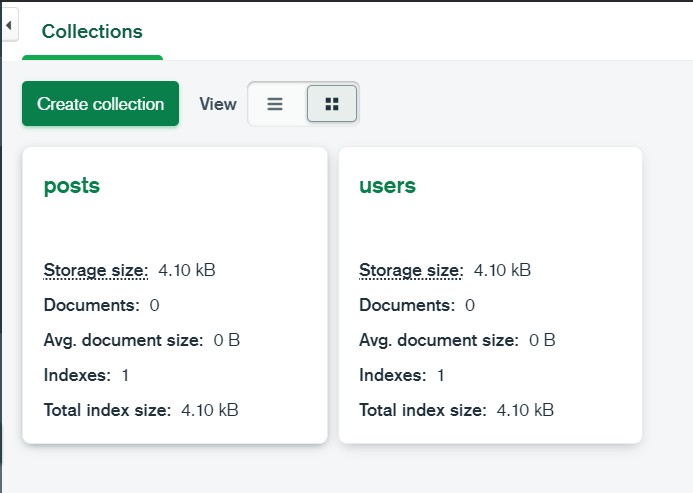 Collections
Create collection View
posts
Storage size: 4.10 kB
Documents: 0
Avg. document size: 0 B
Indexes: 1
Total index size: 4.10 kB
users
Storage size: 4.10 kB
Documents: 0
Avg. document size: 0 B
Indexes: 1
Total index size: 4.10 kB